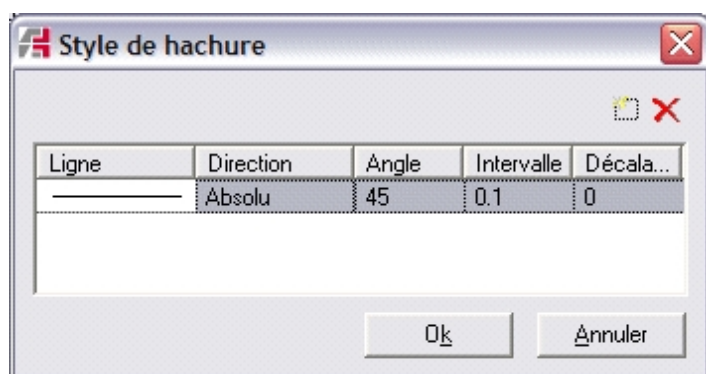 Style de hachure
Ligne Direction Angle Intervalle Décala...
Absolu 45 0.1 0
Ok Annuler